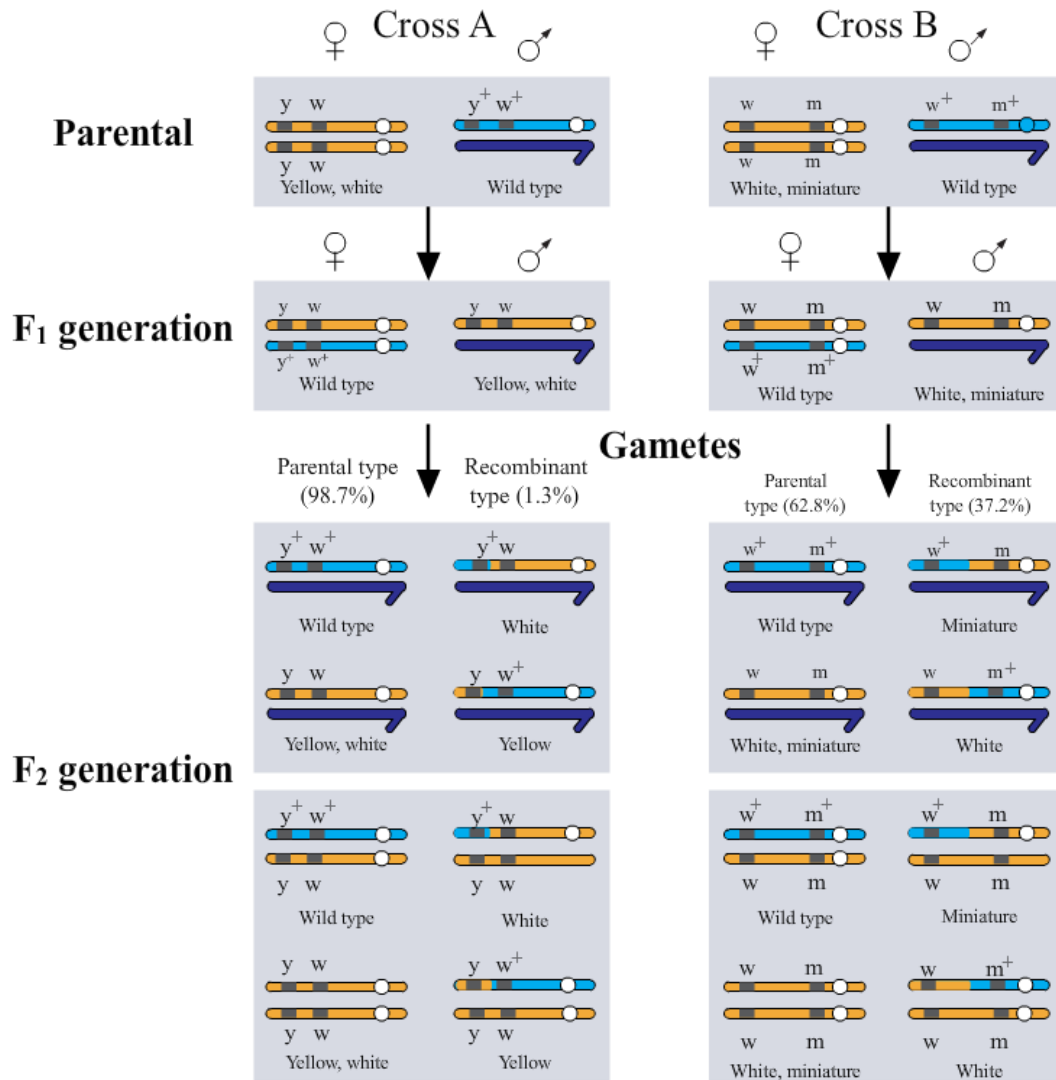 Cross A
Cross B
Parental
y w
y+ w+
y w
Yellow, white
Wild type
w m
w+ m+
w m
White, miniature
Wild type
F1 generation
y w
y w
y+ w+
Wild type
Yellow, white
w m
w m
w+ m+
Wild type
White, miniature
Gametes
Parental type
(98.7%)
Recombinant
type (1.3%)
Parental
type (62.8%)
Recombinant
type (37.2%)
F2 generation
y+ w+
y+ w
Wild type
White
y w
y w+
Yellow, white
Yellow
w+ m+
w+ m
Wild type
Miniature
w m
w m+
White, miniature
White
y+ w+
y+ w
y w
y w
Wild type
White
y w
y w+
y w
y w
Yellow, white
Yellow
w+ m+
w+ m
w m
w m
Wild type
Miniature
w m
w m+
w m
w m
White, miniature
White